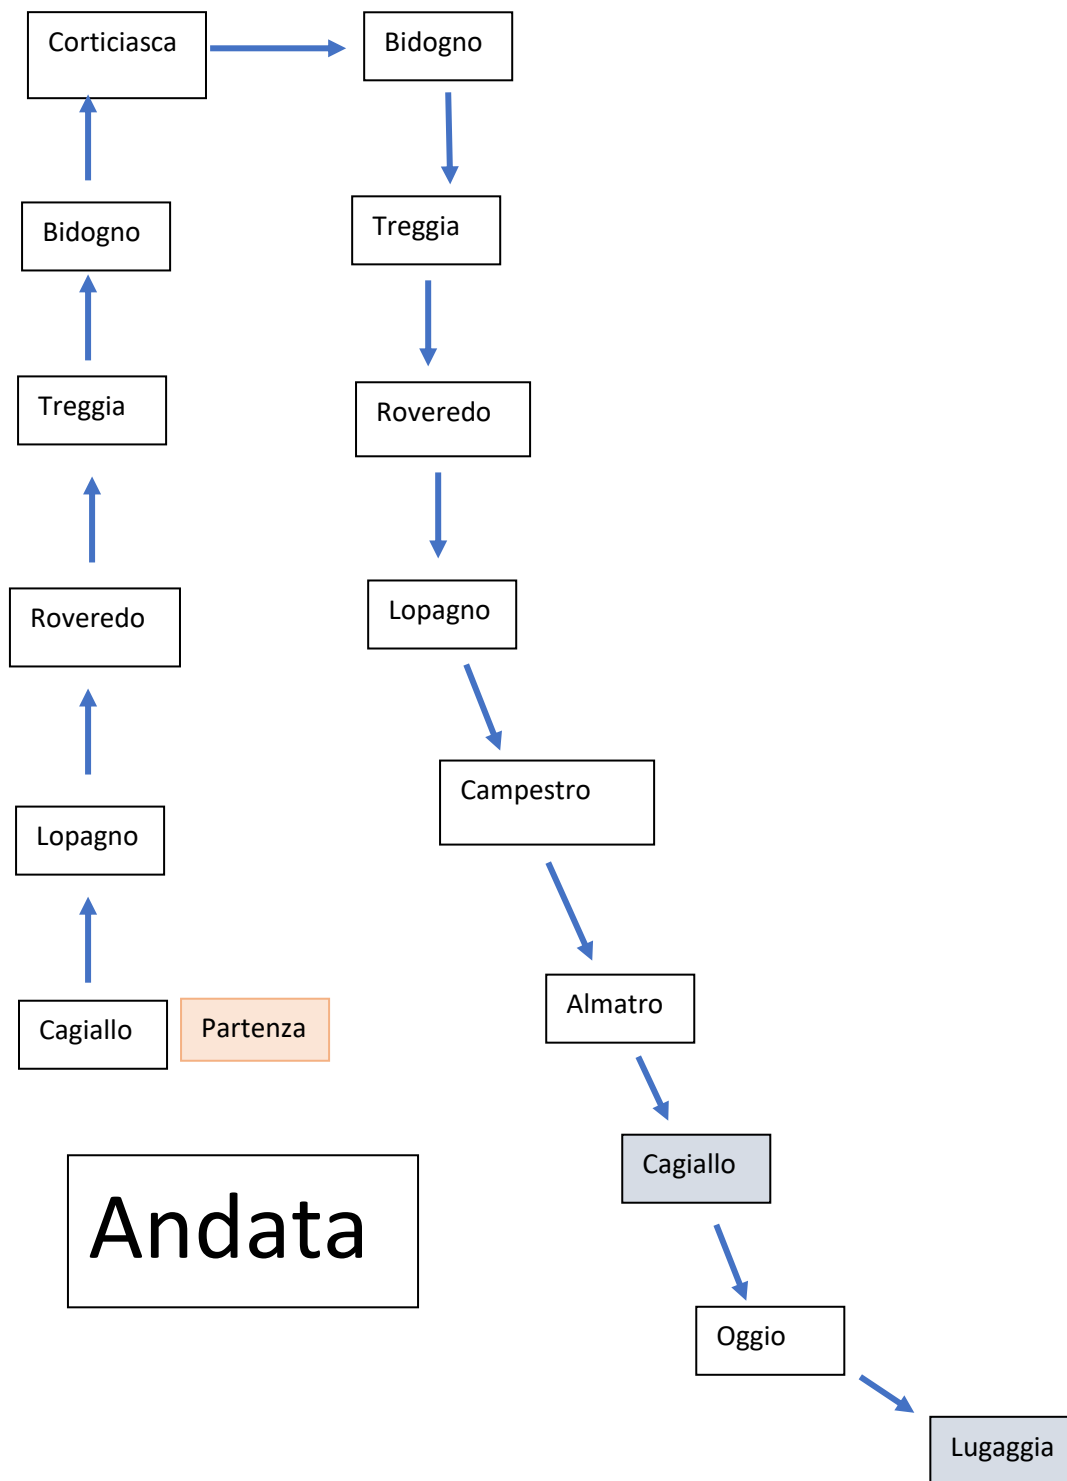 Corticiasca
Bidogno
Bidogno
Treggia
Treggia
Roveredo
Roveredo
Lopagno
Campestro
Lopagno
Almatro
Cagiallo
Partenza
Cagiallo
Andata
Oggio
Lugaggia